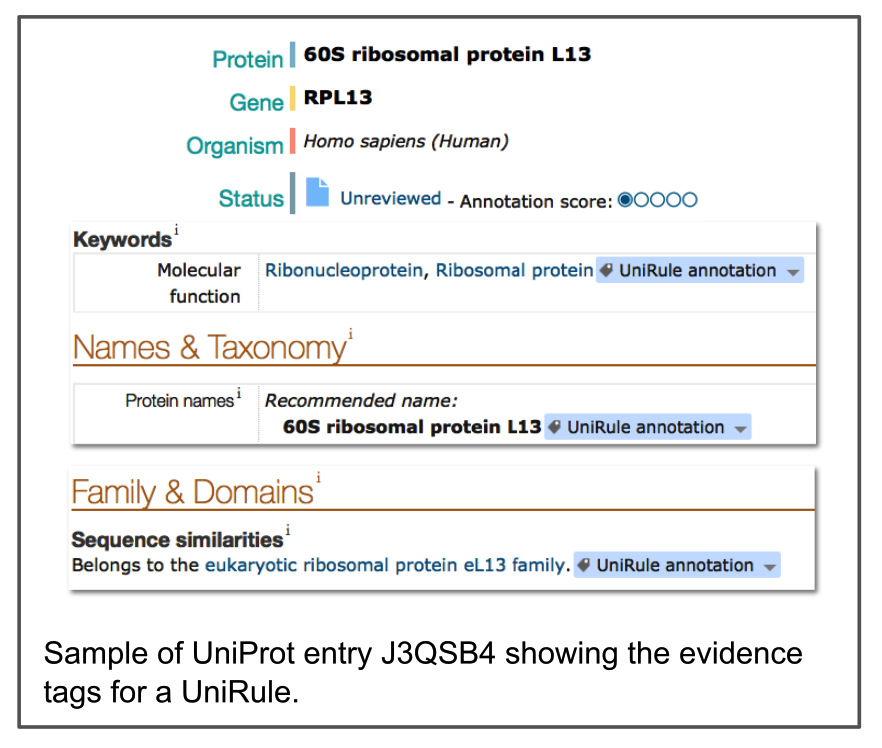 Protein 60S ribosomal protein L13
Gene RPL13
Organism Homo sapiens (Human)
Status Unreviewed - Annotation score:
Keywords i
Molecular function Ribonucleoprotein, Ribosomal protein UniRule annotation
Names & Taxonomy i
Protein names i Recommended name:
60S ribosomal protein L13 UniRule annotation
Family & Domains i
Sequence similarities i
Belongs to the eukaryotic ribosomal protein eL13 family. UniRule annotation
Sample of UniProt entry J3QSB4 showing the evidence
tags for a UniRule.